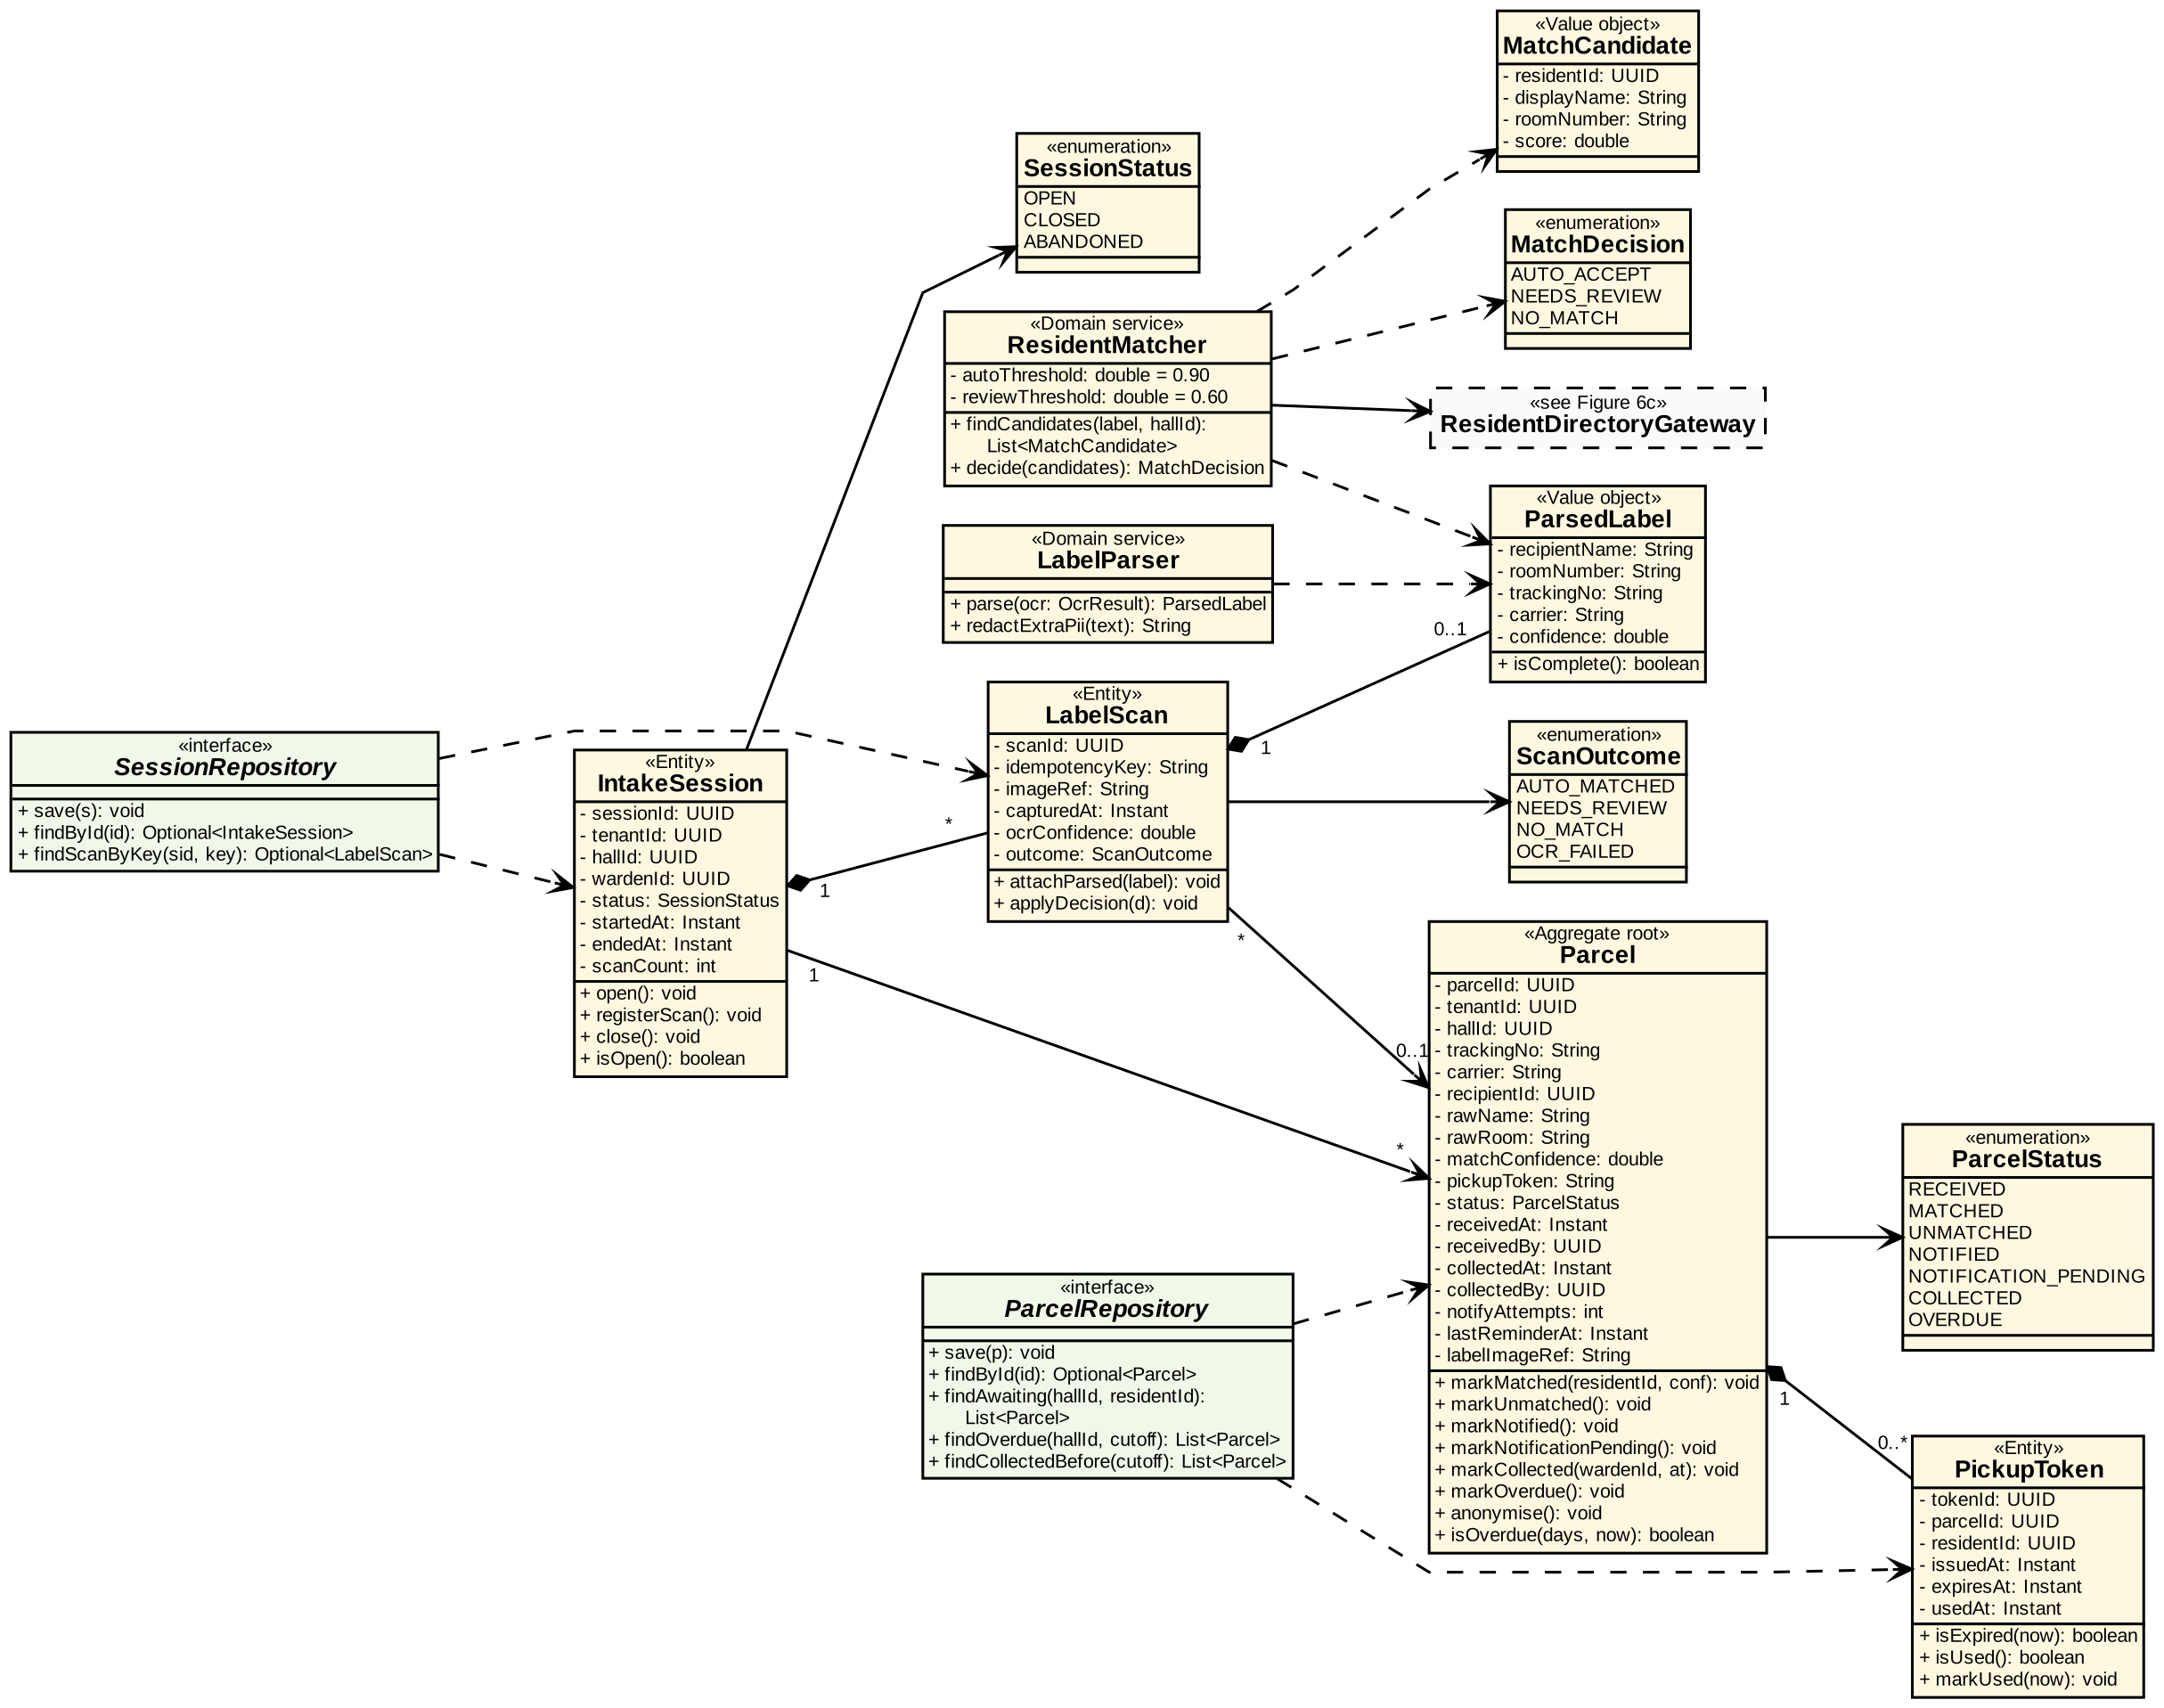 «Value object»
MatchCandidate
- residentId: UUID
- displayName: String
- roomNumber: String
- score: double
«enumeration»
SessionStatus
OPEN
CLOSED
ABANDONED
«enumeration»
MatchDecision
AUTO_ACCEPT
NEEDS_REVIEW
NO_MATCH
«Domain service»
ResidentMatcher
- autoThreshold: double = 0.90
- reviewThreshold: double = 0.60
+ findCandidates(label, hallId):
List<MatchCandidate>
+ decide(candidates): MatchDecision
«see Figure 6c»
ResidentDirectoryGateway
«Value object»
ParsedLabel
- recipientName: String
- roomNumber: String
- trackingNo: String
- carrier: String
- confidence: double
+ isComplete(): boolean
«Domain service»
LabelParser
+ parse(ocr: OcrResult): ParsedLabel
+ redactExtraPii(text): String
0..1
1
«Entity»
LabelScan
- scanId: UUID
- idempotencyKey: String
- imageRef: String
- capturedAt: Instant
- ocrConfidence: double
- outcome: ScanOutcome
+ attachParsed(label): void
+ applyDecision(d): void
«enumeration»
ScanOutcome
AUTO_MATCHED
NEEDS_REVIEW
NO_MATCH
OCR_FAILED
«interface»
SessionRepository
+ save(s): void
+ findById(id): Optional<IntakeSession>
+ findScanByKey(sid, key): Optional<LabelScan>
«Entity»
IntakeSession
- sessionId: UUID
- tenantId: UUID
- hallId: UUID
- wardenId: UUID
- status: SessionStatus
- startedAt: Instant
- endedAt: Instant
- scanCount: int
+ open(): void
+ registerScan(): void
+ close(): void
+ isOpen(): boolean
*
1
1
*
*
0..1
«Aggregate root»
Parcel
- parcelId: UUID
- tenantId: UUID
- hallId: UUID
- trackingNo: String
- carrier: String
- recipientId: UUID
- rawName: String
- rawRoom: String
- matchConfidence: double
- pickupToken: String
- status: ParcelStatus
- receivedAt: Instant
- receivedBy: UUID
- collectedAt: Instant
- collectedBy: UUID
- notifyAttempts: int
- lastReminderAt: Instant
- labelImageRef: String
+ markMatched(residentId, conf): void
+ markUnmatched(): void
+ markNotified(): void
+ markNotificationPending(): void
+ markCollected(wardenId, at): void
+ markOverdue(): void
+ anonymise(): void
+ isOverdue(days, now): boolean
«enumeration»
ParcelStatus
RECEIVED
MATCHED
UNMATCHED
NOTIFIED
NOTIFICATION_PENDING
COLLECTED
OVERDUE
«interface»
ParcelRepository
+ save(p): void
+ findById(id): Optional<Parcel>
+ findAwaiting(hallId, residentId):
List<Parcel>
+ findOverdue(hallId, cutoff): List<Parcel>
+ findCollectedBefore(cutoff): List<Parcel>
1
0..*
«Entity»
PickupToken
- tokenId: UUID
- parcelId: UUID
- residentId: UUID
- issuedAt: Instant
- expiresAt: Instant
- usedAt: Instant
+ isExpired(now): boolean
+ isUsed(): boolean
+ markUsed(now): void